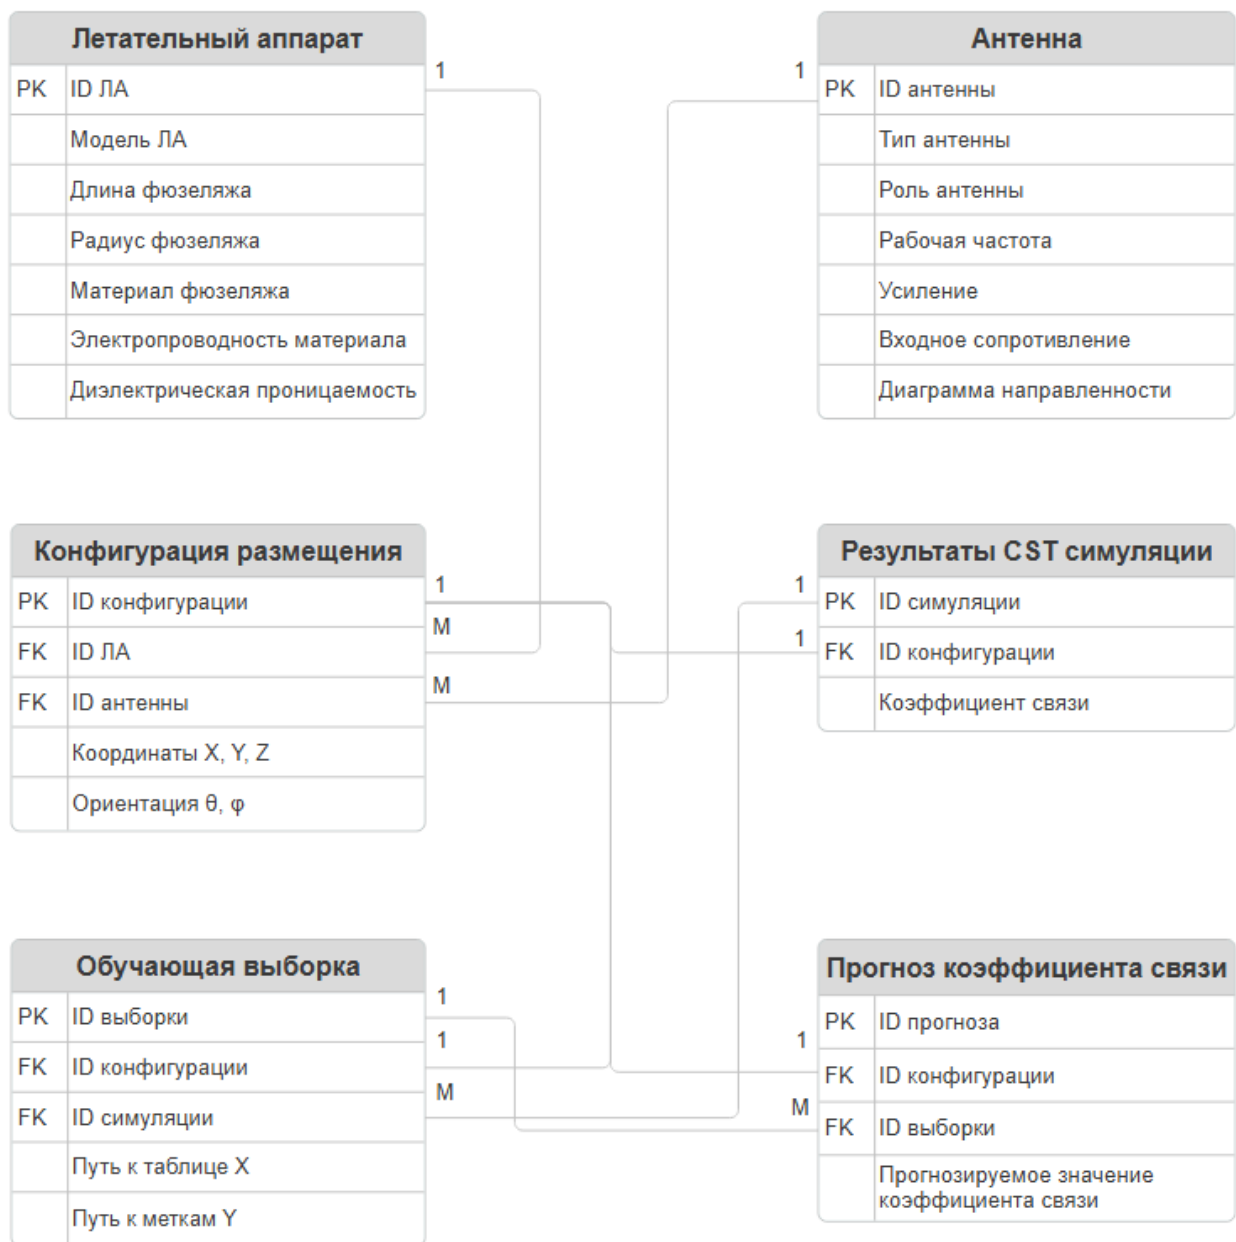 Летательный аппарат
PK ID ЛА
Модель ЛА
Длина фюзеляжа
Радиус фюзеляжа
Материал фюзеляжа
Электропроводность материала
Диэлектрическая проницаемость
1
1
Антенна
PK ID антенны
Тип антенны
Роль антенны
Рабочая частота
Усиление
Входное сопротивление
Диаграмма направленности
Конфигурация размещения
PK ID конфигурации
FK ID ЛА
FK ID антенны
Координаты X, Y, Z
Ориентация θ, φ
1
M
M
1
1
Результаты CST симуляции
PK ID симуляции
FK ID конфигурации
Коэффициент связи
Обучающая выборка
PK ID выборки
FK ID конфигурации
FK ID симуляции
Путь к таблице X
Путь к меткам Y
1
1
M
1
M
Прогноз коэффициента связи
PK ID прогноза
FK ID конфигурации
FK ID выборки
Прогнозируемое значение
коэффициента связи